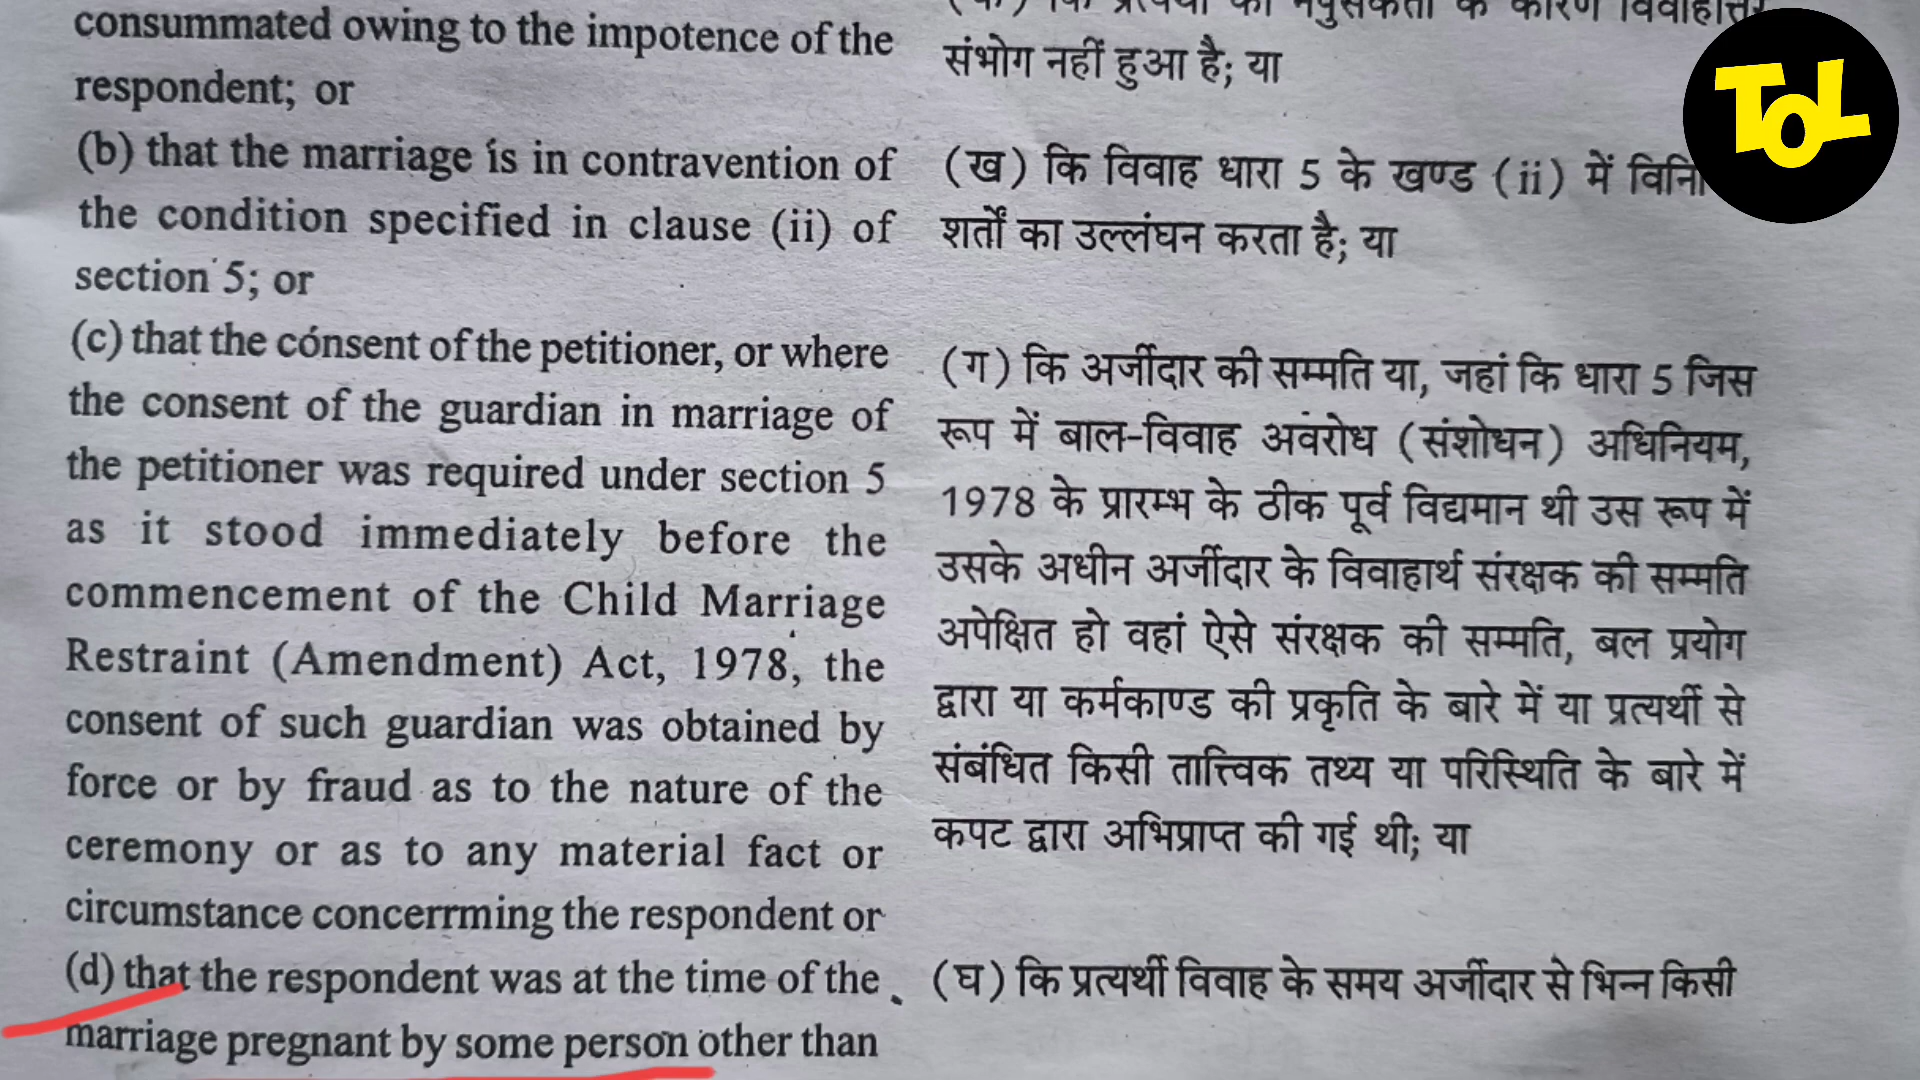 consummated owing to the impotence of the
respondent; or
(b) that the marriage is in contravention of
the condition specified in clause (ii) of
section 5; or
(c) that the consent of the petitioner, or where
the consent of the guardian in marriage of
the petitioner was required under section 5
as it stood immediately before the
commencement of the Child Marriage
Restraint (Amendment) Act, 1978, the
consent of such guardian was obtained by
force or by fraud as to the nature of the
ceremony or as to any material fact or
circumstance concerrming the respondent or
(d) that the respondent was at the time of the
marriage pregnant by some person other than
कि प्रत्यर्थी की नपुंसकता के कारण विवाहोत्तर
संभोग नहीं हुआ है; या
(ख) कि विवाह धारा 5 के खण्ड (ii) में
शर्तों का उल्लंघन करता है; या
(ग) कि अर्जीदार की सम्मति या, जहां कि धारा 5 जिस
रूप में बाल-विवाह अवरोध (संशोधन) अधिनियम,
1978 के प्रारम्भ के ठीक पूर्व विद्यमान थी उस रूप में
उसके अधीन अर्जीदार के विवाहार्थ संरक्षक की सम्मति
अपेक्षित हो वहां ऐसे संरक्षक की सम्मति, बल प्रयोग
द्वारा या कर्मकाण्ड की प्रकृति के बारे में या प्रत्यर्थी से
संबंधित किसी तात्त्विक तथ्य या परिस्थिति के बारे में
कपट द्वारा अभिप्राप्त की गई थी; या
(घ) कि प्रत्यर्थी विवाह के समय अर्जीदार से भिन्न किसी
TOL